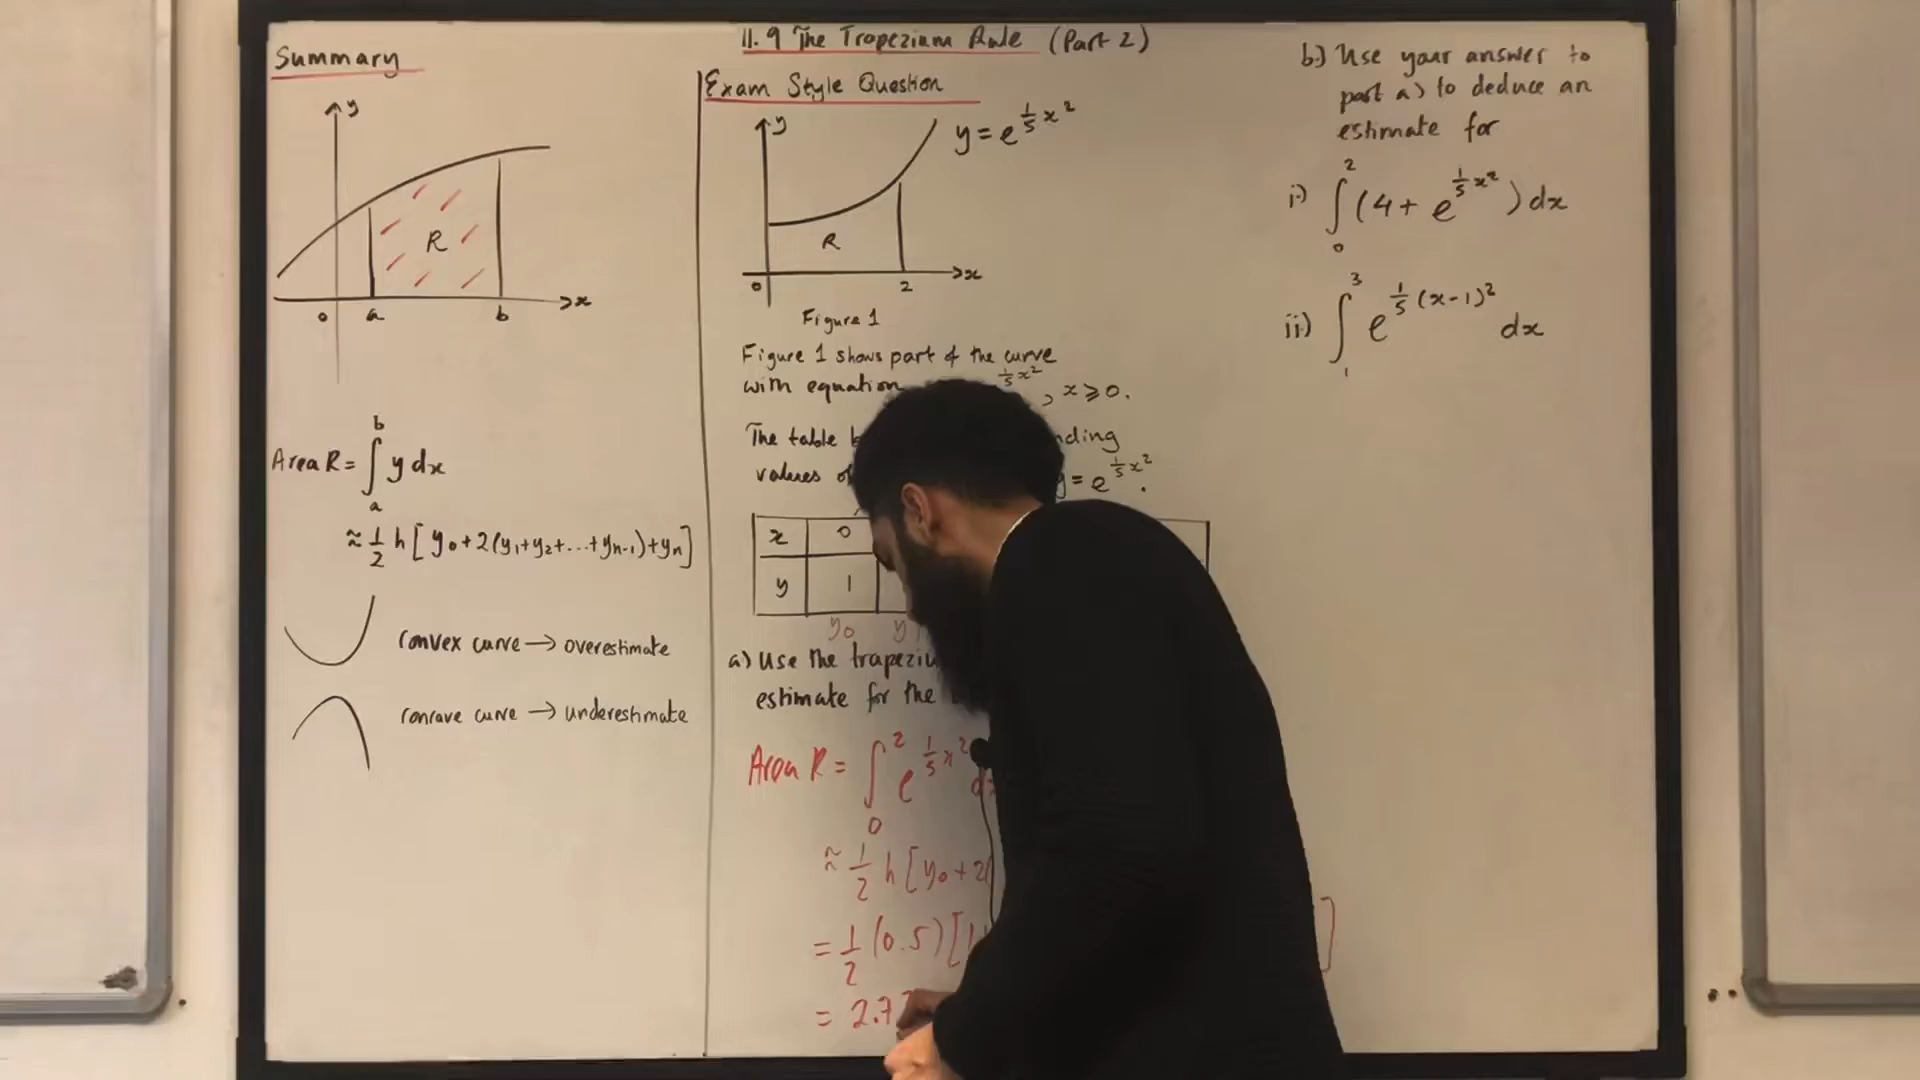 11.9 The Trapezium Rule (Part 2)
Summary
y
R
0 a b x
Area R = ∫ₐᵇ y dx
≈ 1/2 h [y₀ + 2(y₁+y₂+...+yₙ₋₁)+yₙ]
convex curve → overestimate
concave curve → underestimate
Exam Style Question
y
y = e^(1/5 x²)
R
0 2 x
Figure 1
Figure 1 shows part of the curve
with equation 1/5 x², x ⩾ 0.
The table
values y = e^(1/5 x²).
x 0
y 1
y₀ y
a) Use the
estimate for the
Area R = ∫₀² e^(1/5 x²)
≈ 1/2 h [y₀ + 2(
= 1/2 (0.5) [1 ]
= 2.7
b.) Use your answer to
part a) to deduce an
estimate for
i.) ∫₀² (4 + e^(1/5 x²)) dx
ii.) ∫₁³ e^(1/5 (x-1)²) dx